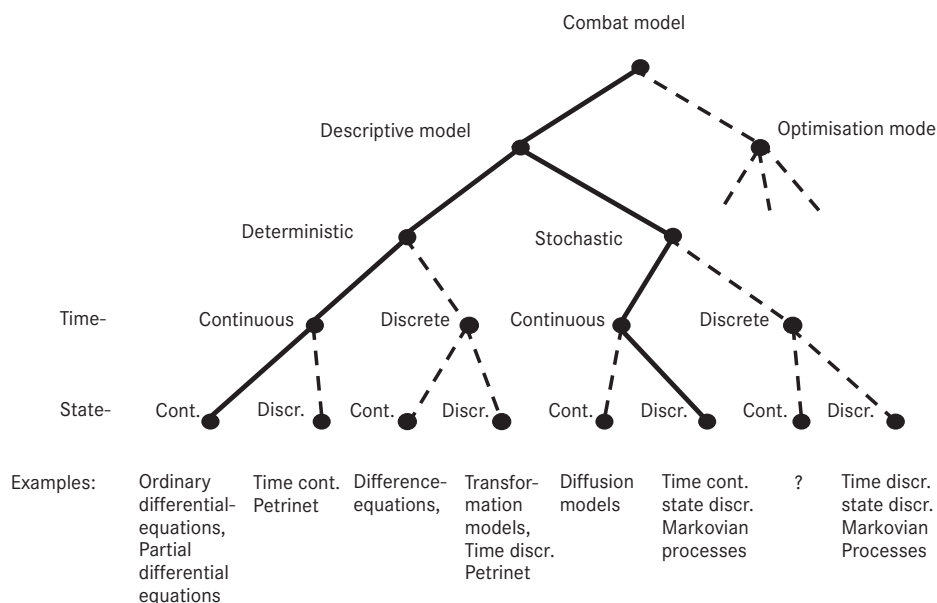 Combat model
Descriptive model
Optimisation mode
Deterministic
Stochastic
Time-
Continuous
Discrete
Continuous
Discrete
State-
Cont.
Discr.
Cont.
Discr.
Cont.
Discr.
Cont.
Discr.
Examples:
Ordinary
differential-
equations,
Partial
differential
equations
Time cont.
Petrinet
Difference-
equations,
Transfor-
mation
models,
Time discr.
Petrinet
Diffusion
models
Time cont.
state discr.
Markovian
processes
?
Time discr.
state discr.
Markovian
Processes